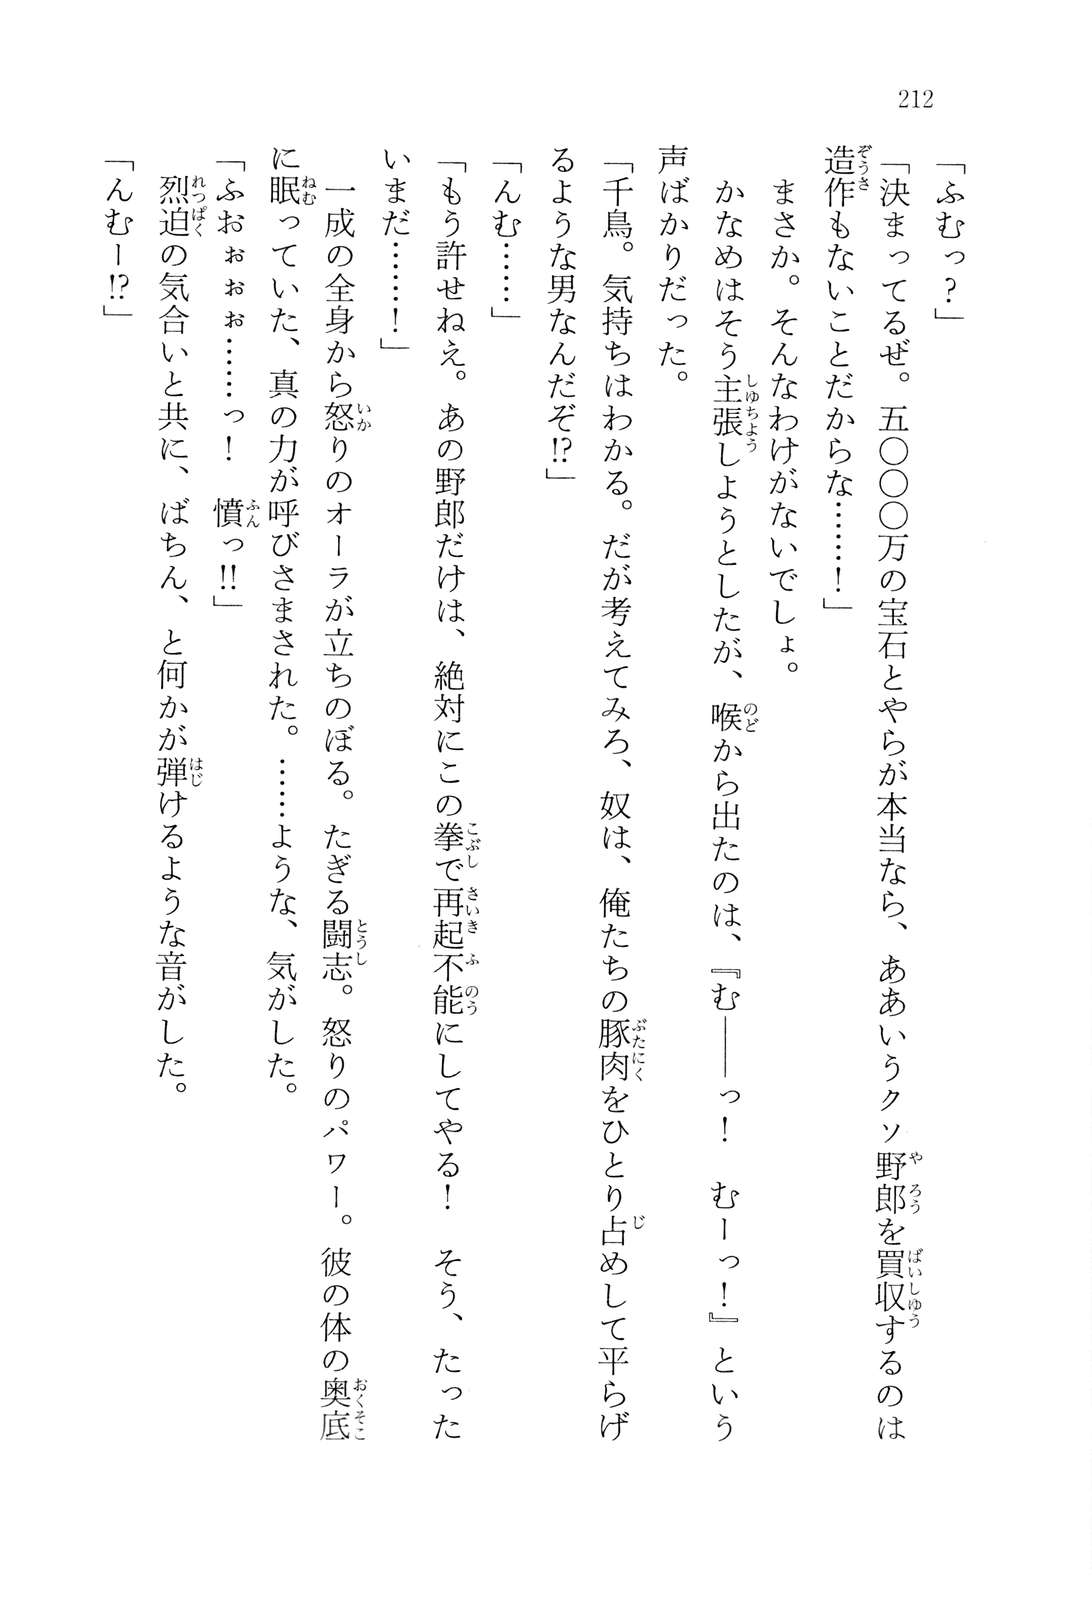 212
「ふむっ？」
「決まってるぜ。五〇〇〇万の宝石とやらが本当なら、ああいうクソ野郎を買収するのは
造作もないことだからな……！」
まさか。そんなわけがないでしょ。
かなめはそう主張しようとしたが、喉から出たのは、『む――っ！　むーっ！』という
声ばかりだった。
「千鳥。気持ちはわかる。だが考えてみろ、奴は、俺たちの豚肉をひとり占めして平らげ
るような男なんだぞ!?」
「んむ……」
「もう許せねえ。あの野郎だけは、絶対にこの拳で再起不能にしてやる！　そう、たった
いまだ……！」
一成の全身から怒りのオーラが立ちのぼる。たぎる闘志。怒りのパワー。彼の体の奥底
に眠っていた、真の力が呼びさまされた。……ような、気がした。
「ふおぉぉぉ……っ！　憤っ!!」
烈迫の気合いと共に、ばちん、と何かが弾けるような音がした。
「んむー!?」